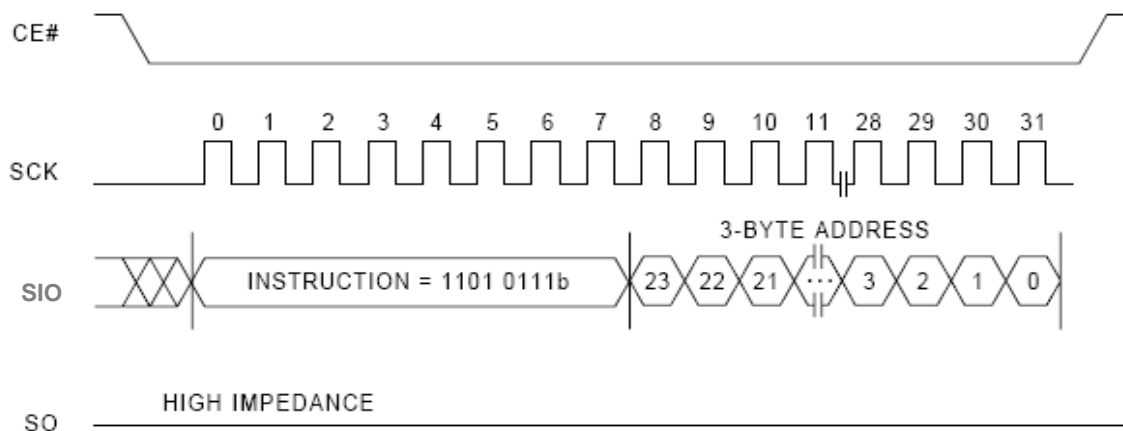 CE#
0 1 2 3 4 5 6 7 8 9 10 11 28 29 30 31
SCK
3-BYTE ADDRESS
SIO INSTRUCTION = 1101 0111b 23 22 21 ... 3 2 1 0
HIGH IMPEDANCE
SO